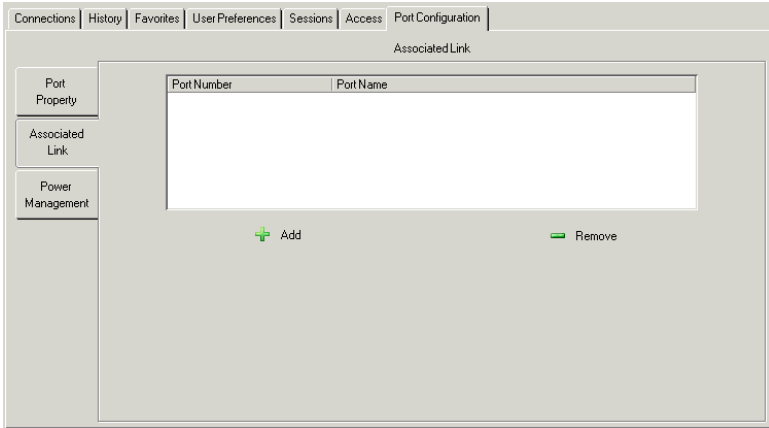 Connections History Favorites User Preferences Sessions Access Port Configuration
Associated Link
Port
Property
Associated
Link
Power
Management
Port Number Port Name
Add Remove